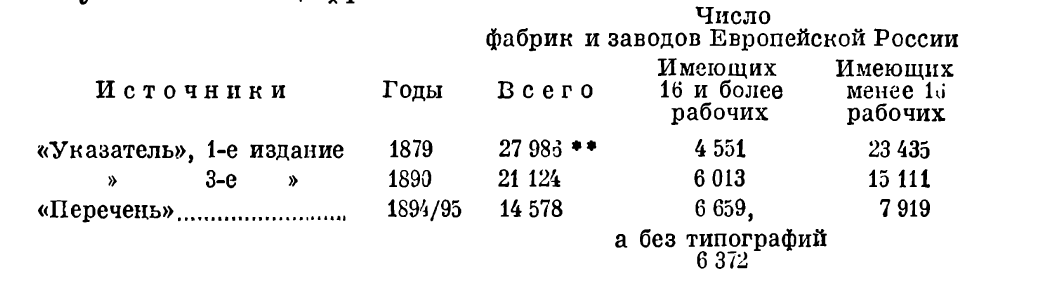 Число
фабрик и заводов Европейской России
Источники Годы Всего Имеющих 16 и более рабочих Имеющих менее 16 рабочих
«Указатель», 1-е издание 1879 27 986 ** 4 551 23 435
» 3-е » 1890 21 124 6 013 15 111
«Перечень»......................... 1894/95 14 578 6 659, 7 919
а без типографий
6 372